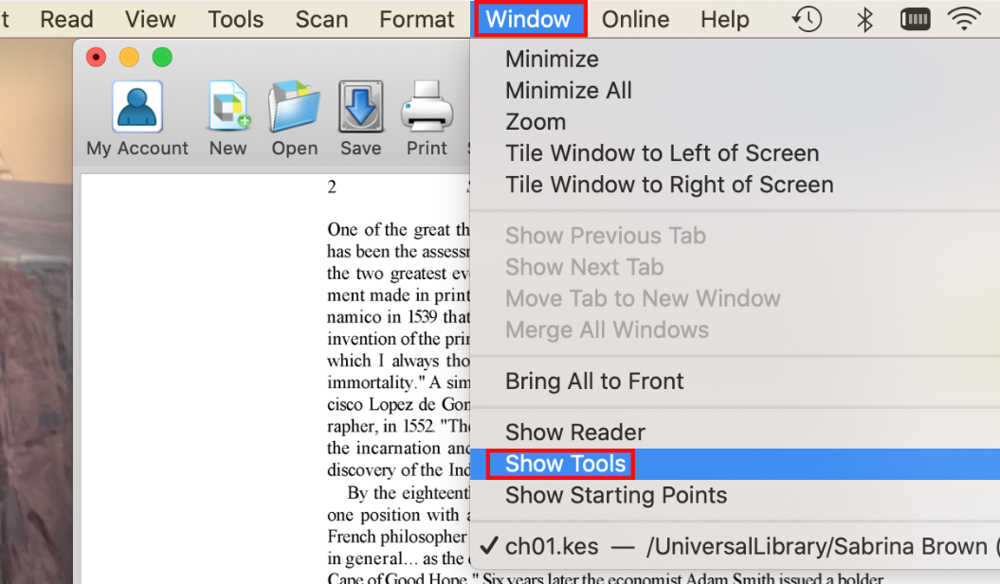 t Read View Tools Scan Format Window Online Help
My Account New Open Save Print
Minimize
Minimize All
Zoom
Tile Window to Left of Screen
Tile Window to Right of Screen
Show Previous Tab
Show Next Tab
Move Tab to New Window
Merge All Windows
Bring All to Front
Show Reader
Show Tools
Show Starting Points
✓ ch01.kes — /UniversalLibrary/Sabrina Brown (
2
One of the great th
has been the assessm
the two greatest ev
ment made in print
namico in 1539 that
invention of the prin
which I always tho
immortality." A sim
cisco Lopez de Gom
rapher, in 1552. "The
the incarnation and
discovery of the Ind
By the eighteenth
one position with a
French philosopher
in general... as the
Cape of Good Hope." Six years later the economist Adam Smith issued a bolder